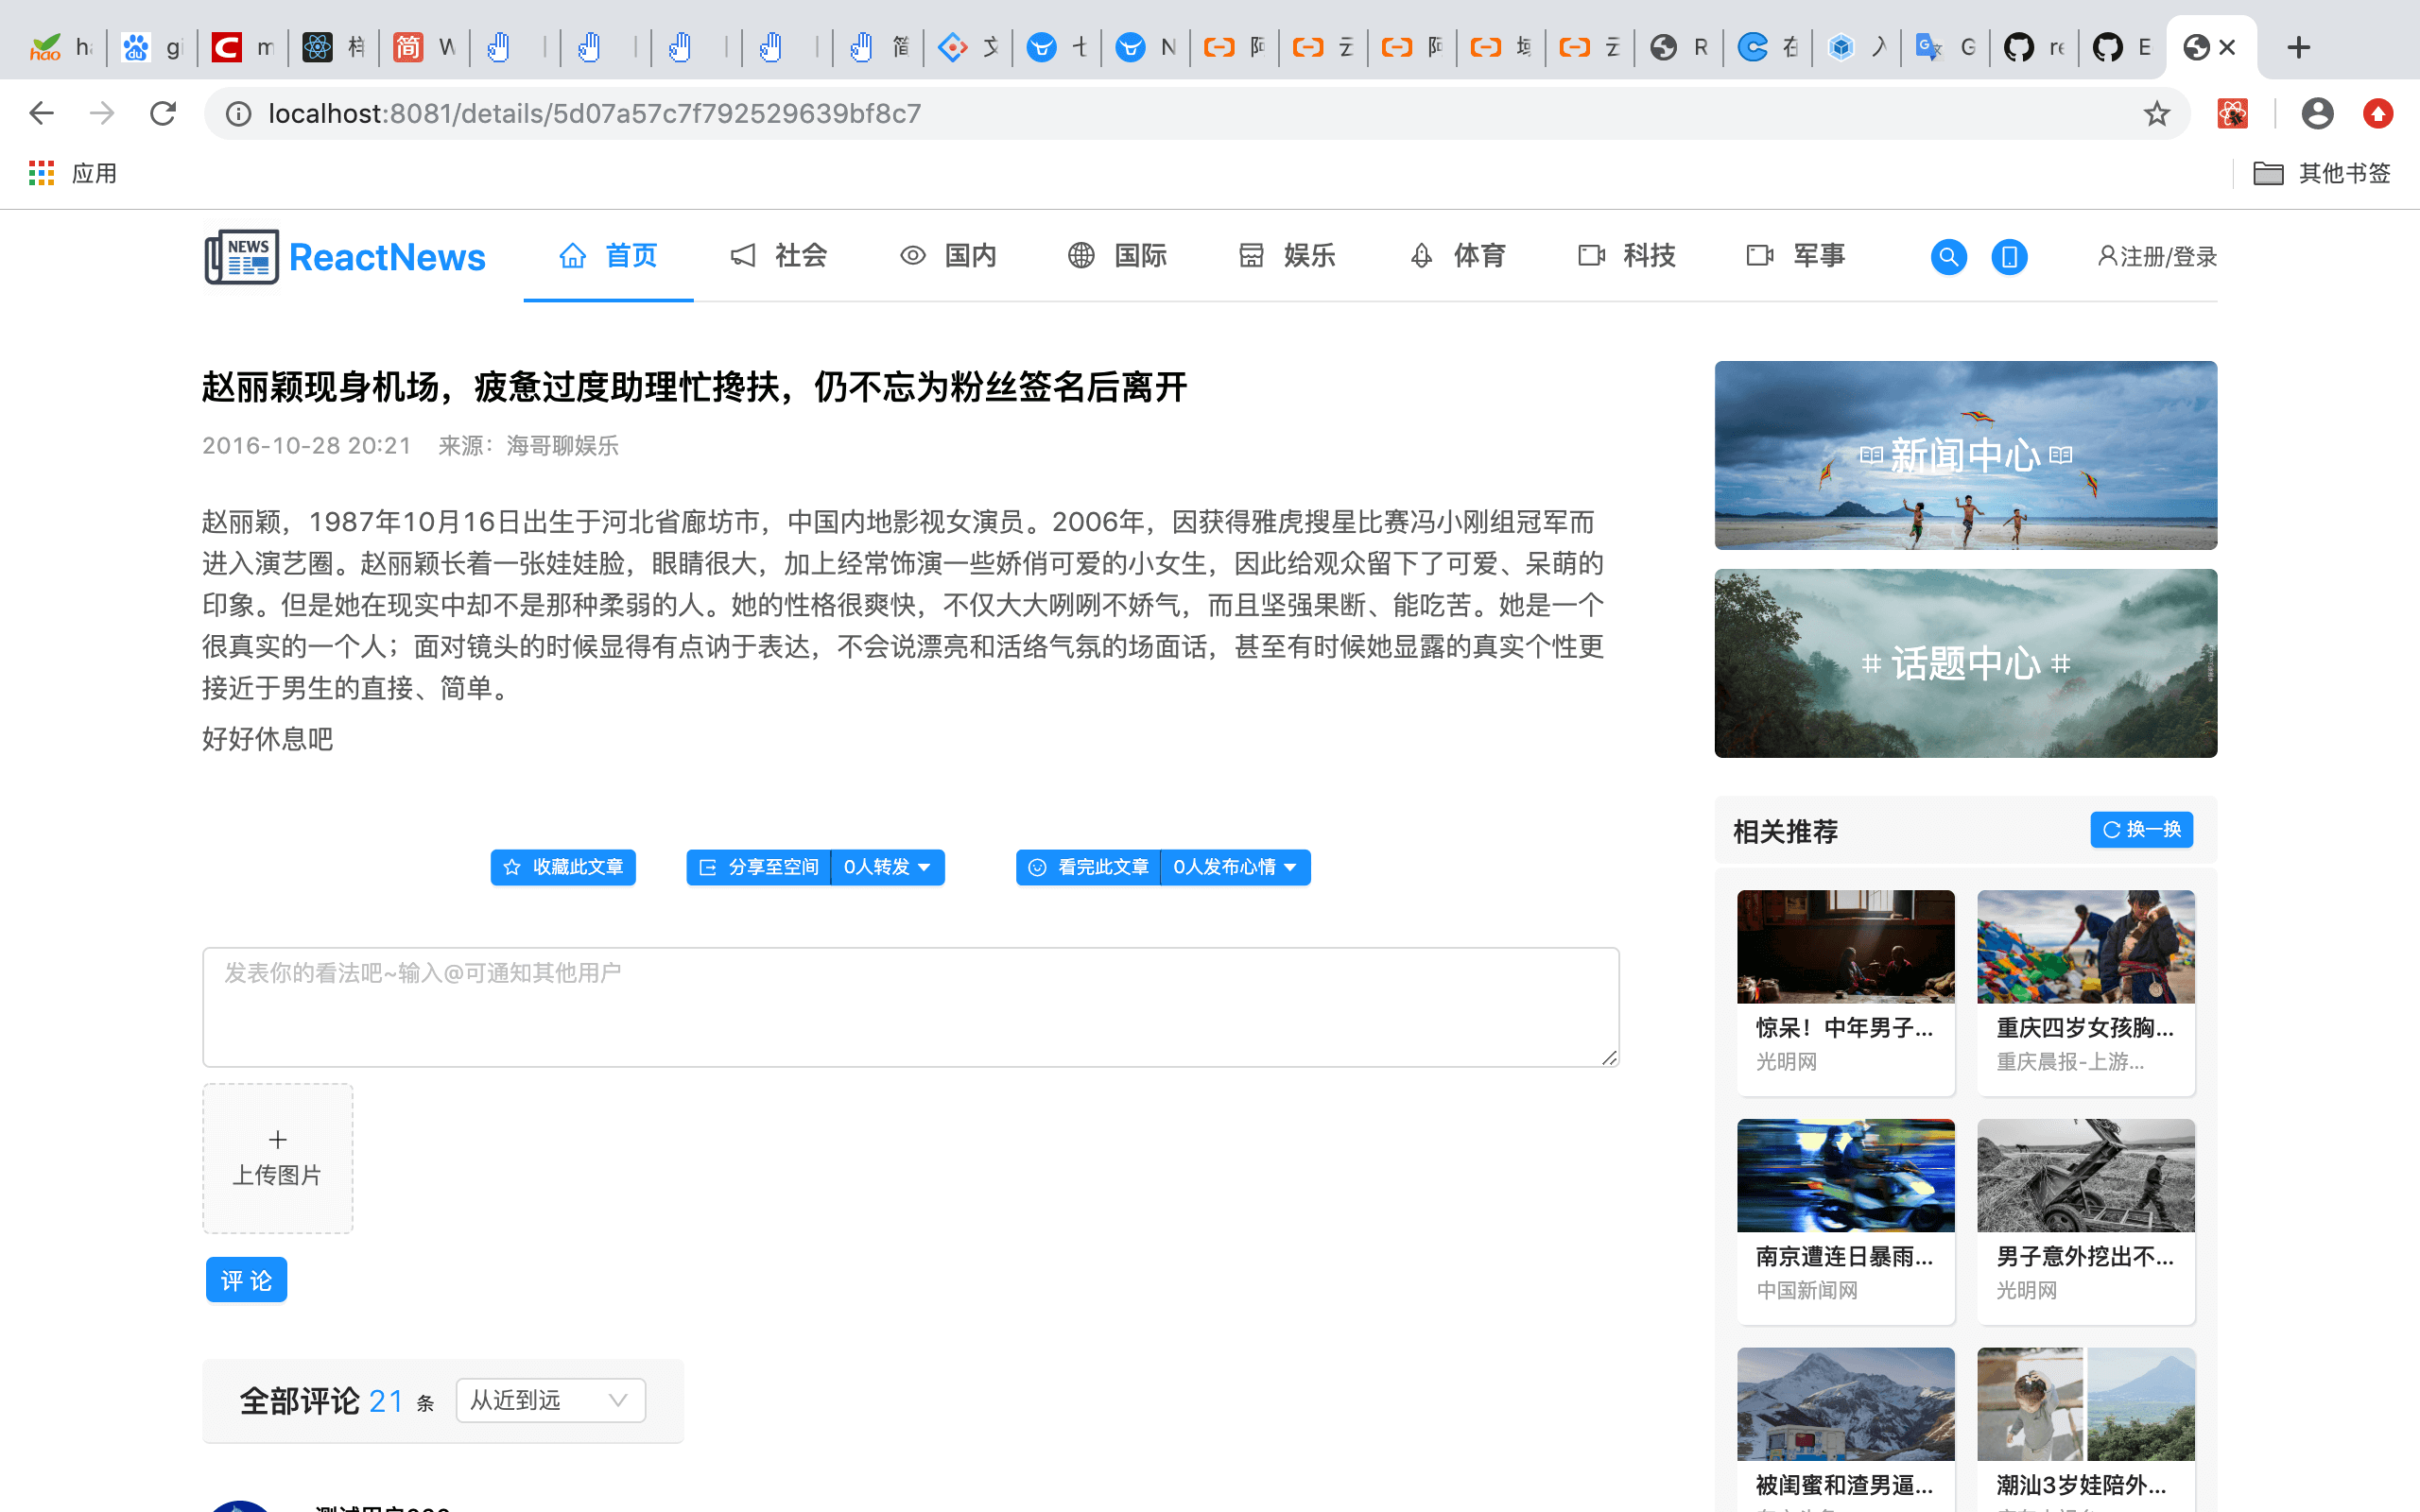 localhost:8081/details/5d07a57c7f792529639bf8c7
应用
其他书签
NEWS
ReactNews
首页
社会
国内
国际
娱乐
体育
科技
军事
注册/登录
赵丽颖现身机场，疲惫过度助理忙搀扶，仍不忘为粉丝签名后离开
2016-10-28 20:21 来源：海哥聊娱乐
赵丽颖，1987年10月16日出生于河北省廊坊市，中国内地影视女演员。2006年，因获得雅虎搜星比赛冯小刚组冠军而
进入演艺圈。赵丽颖长着一张娃娃脸，眼睛很大，加上经常饰演一些娇俏可爱的小女生，因此给观众留下了可爱、呆萌的
印象。但是她在现实中却不是那种柔弱的人。她的性格很爽快，不仅大大咧咧不娇气，而且坚强果断、能吃苦。她是一个
很真实的一个人；面对镜头的时候显得有点讷于表达，不会说漂亮和活络气氛的场面话，甚至有时候她显露的真实个性更
接近于男生的直接、简单。
好好休息吧
收藏此文章
分享至空间
0人转发
看完此文章
0人发布心情
发表你的看法吧~输入@可通知其他用户
上传图片
评 论
全部评论 21 条
从近到远
新闻中心
# 话题中心 #
相关推荐
换一换
惊呆！中年男子...
光明网
重庆四岁女孩胸...
重庆晨报-上游...
南京遭连日暴雨...
中国新闻网
男子意外挖出不...
光明网
被闺蜜和渣男逼...
潮汕3岁娃陪外...